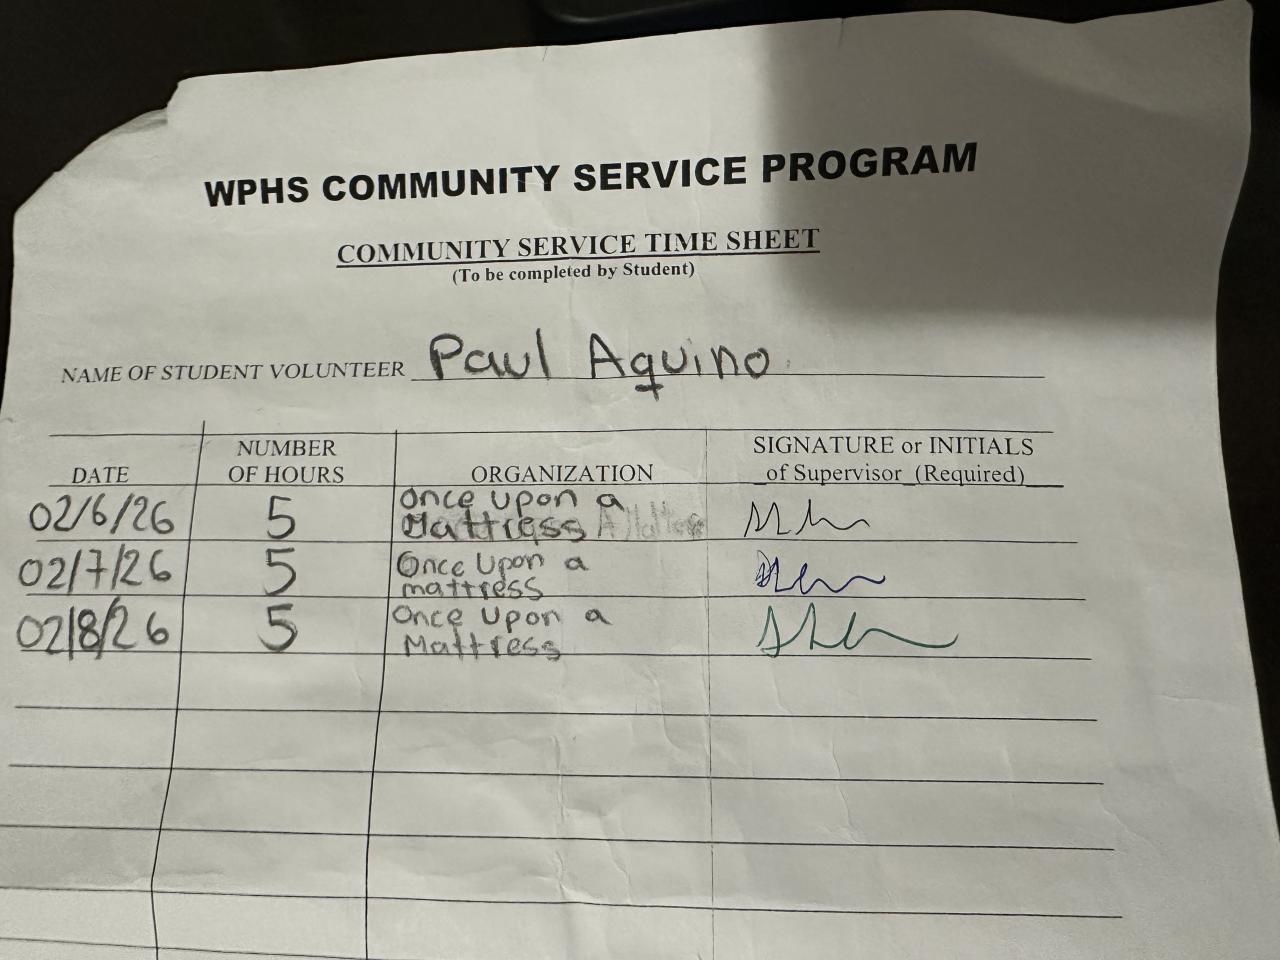 WPHS COMMUNITY SERVICE PROGRAM
COMMUNITY SERVICE TIME SHEET
(To be completed by Student)
NAME OF STUDENT VOLUNTEER Paul Aquino
DATE
NUMBER
OF HOURS
ORGANIZATION
SIGNATURE or INITIALS
of Supervisor (Required)
02/6/26
5
Once Upon a
Mattress
02/7/26
5
Once Upon a
mattress
02/8/26
5
Once Upon a
Mattress